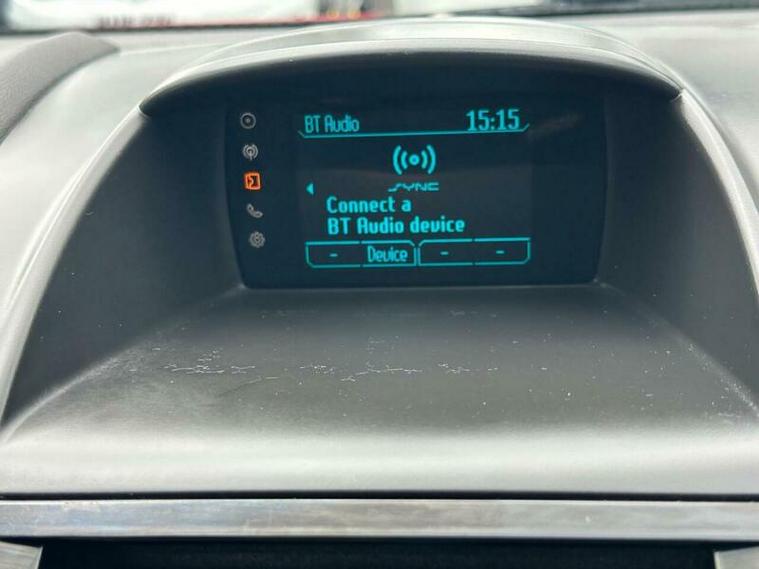 BT Audio 15:15
SYNC
Connect a
BT Audio device
- Device - -